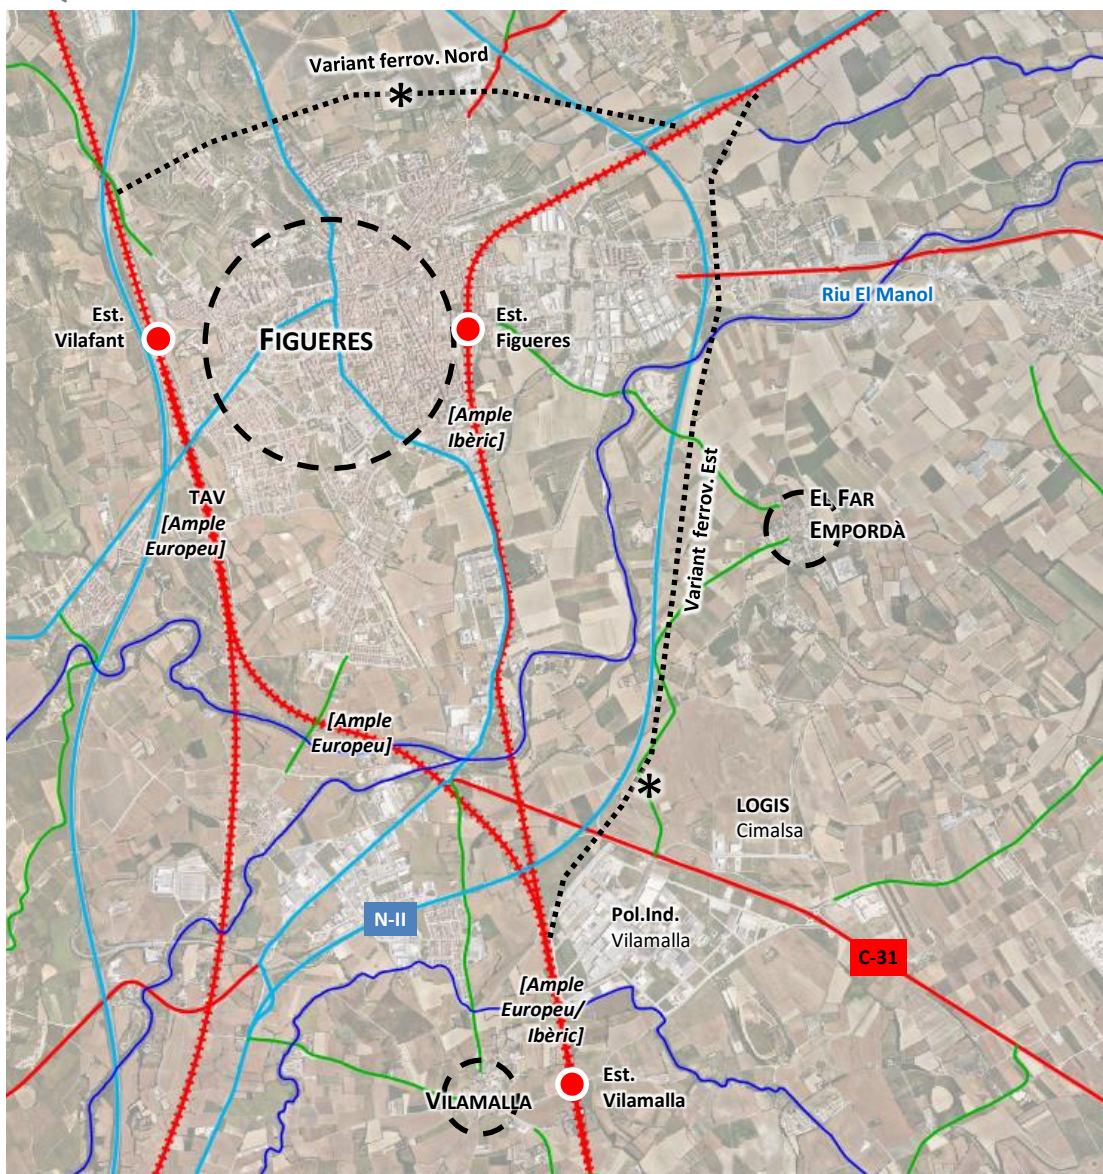 Variant ferrov. Nord
Riu El Manol
Est.
Vilafant
FIGUERES
Est.
Figueres
[Ample
Ibèric]
TAV
[Ample
Europeu]
Variant ferrov. Est
EL FAR
EMPORDÀ
[Ample
Europeu]
*
*
LOGIS
Cimalsa
N-II
Pol.Ind.
Vilamalla
C-31
[Ample
Europeu/
Ibèric]
VILAMALLA
Est.
Vilamalla